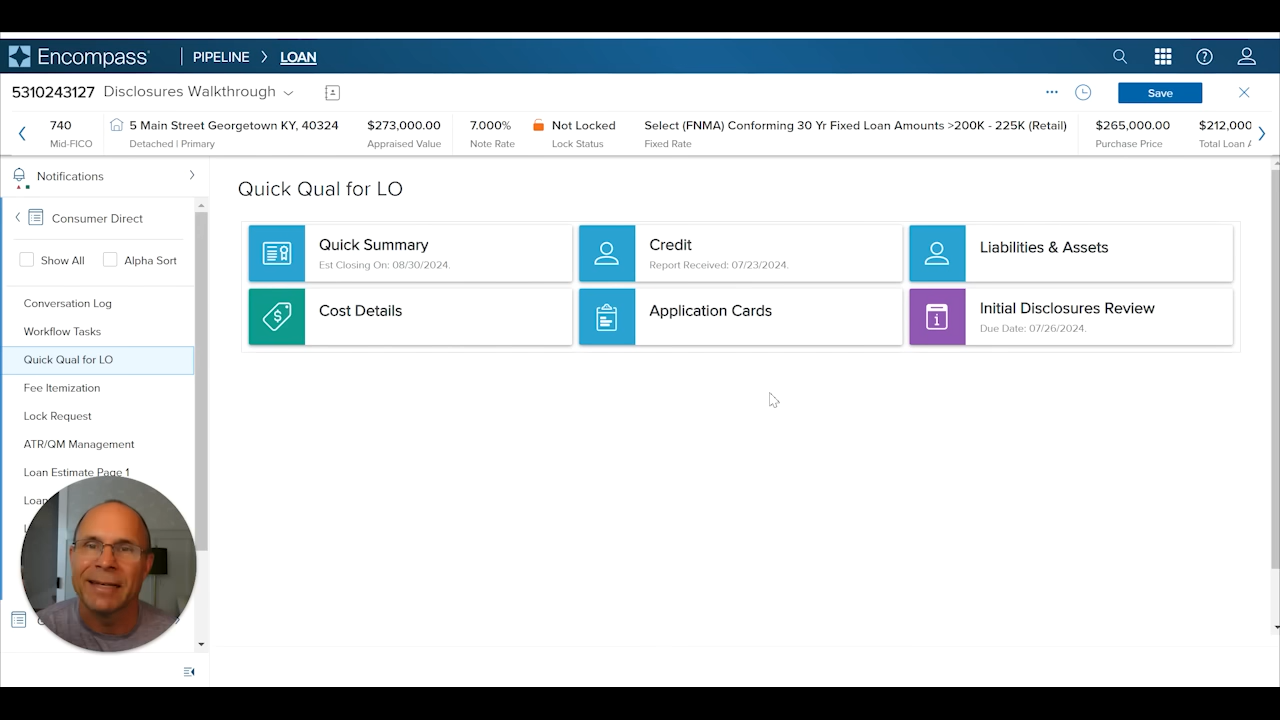 Encompass PIPELINE LOAN
5310243127 Disclosures Walkthrough Save
740 5 Main Street Georgetown KY, 40324 $273,000.00 7.000% Not Locked Select (FNMA) Conforming 30 Yr Fixed Loan Amounts >200K - 225K (Retail) $265,000.00
Mid-FICO Detached | Primary Appraised Value Note Rate Lock Status Fixed Rate Purchase Price Total Loan
Notifications
Quick Qual for LO
Consumer Direct
Show All Alpha Sort
Quick Summary
Est Closing On: 08/30/2024.
Credit
Report Received: 07/23/2024.
Liabilities & Assets
Cost Details
Application Cards
Initial Disclosures Review
Due Date: 07/26/2024.
Conversation Log
Workflow Tasks
Quick Qual for LO
Fee Itemization
Lock Request
ATR/QM Management
Loan Estimate Page 1